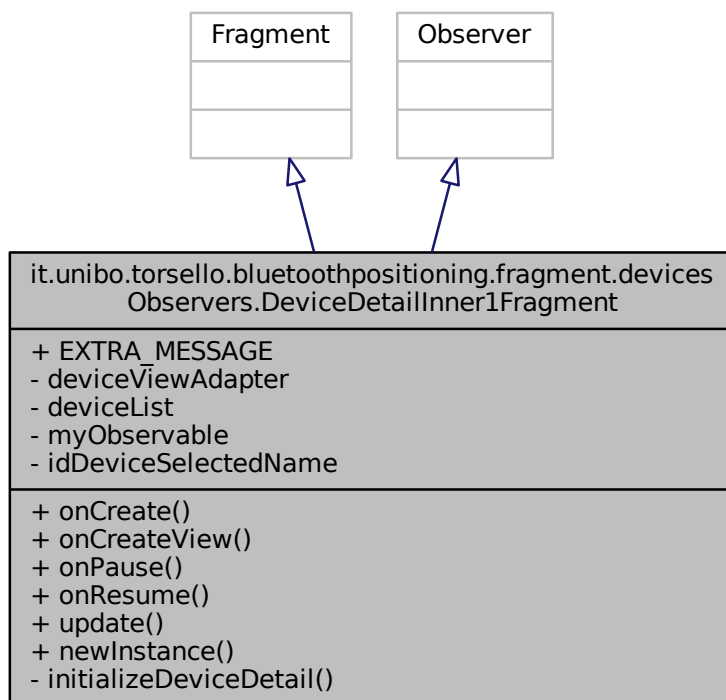 Fragment
Observer
it.unibo.torsello.bluetoothpositioning.fragment.devices
Observers.DeviceDetailInner1Fragment
+ EXTRA_MESSAGE
- deviceViewAdapter
- deviceList
- myObservable
- idDeviceSelectedName
+ onCreate()
+ onCreateView()
+ onPause()
+ onResume()
+ update()
+ newInstance()
- initializeDeviceDetail()